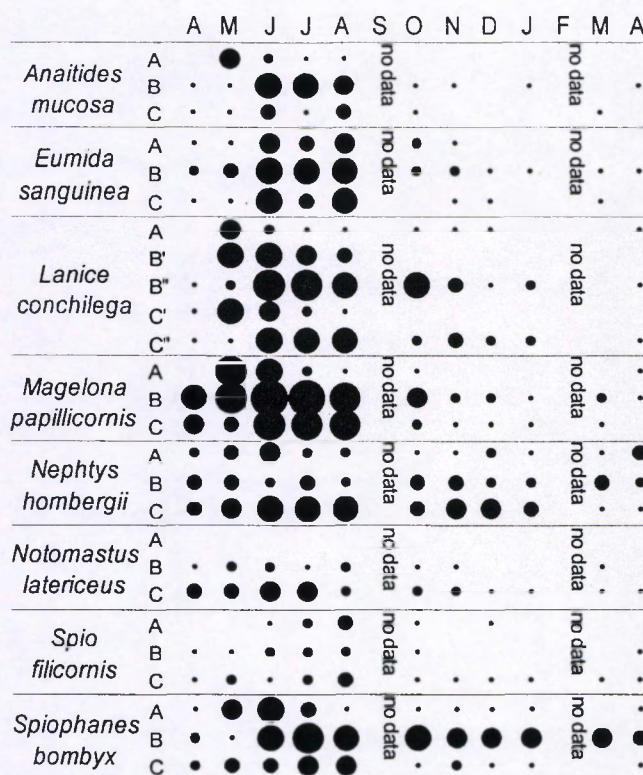 A M J J A S O N D J F M A
Anaitides mucosa
A
B
C
no data
no data
Eumida sanguinea
A
B
C
no data
no data
Lanice conchilega
A
B'
B"
C'
C"
no data
no data
Magelona papillicornis
A
B
C
no data
no data
Nephtys hombergii
A
B
C
no data
no data
Notomastus latericeus
A
B
C
no data
no data
Spio filicornis
A
B
C
no data
no data
Spiophanes bombyx
A
B
C
no data
no data